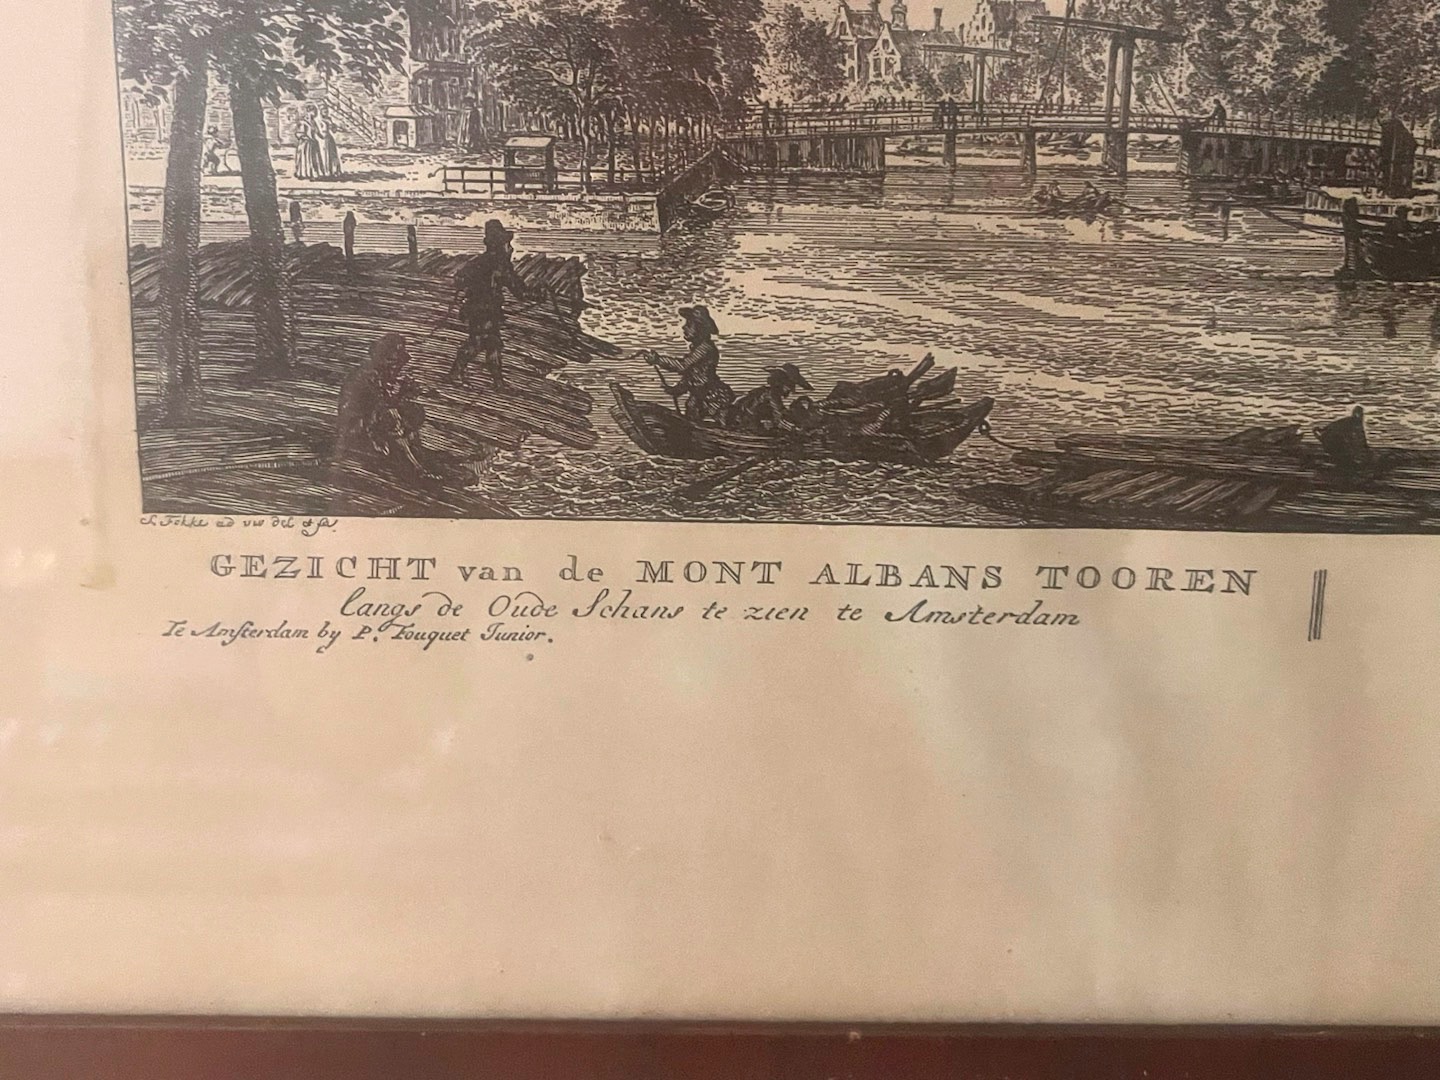 S. Fokke ad viv del et fe.
GEZICHT van de MONT ALBANS TOOREN
langs de Oude Schans te zien te Amsterdam
Te Amsterdam by P. Fouquet Junior.